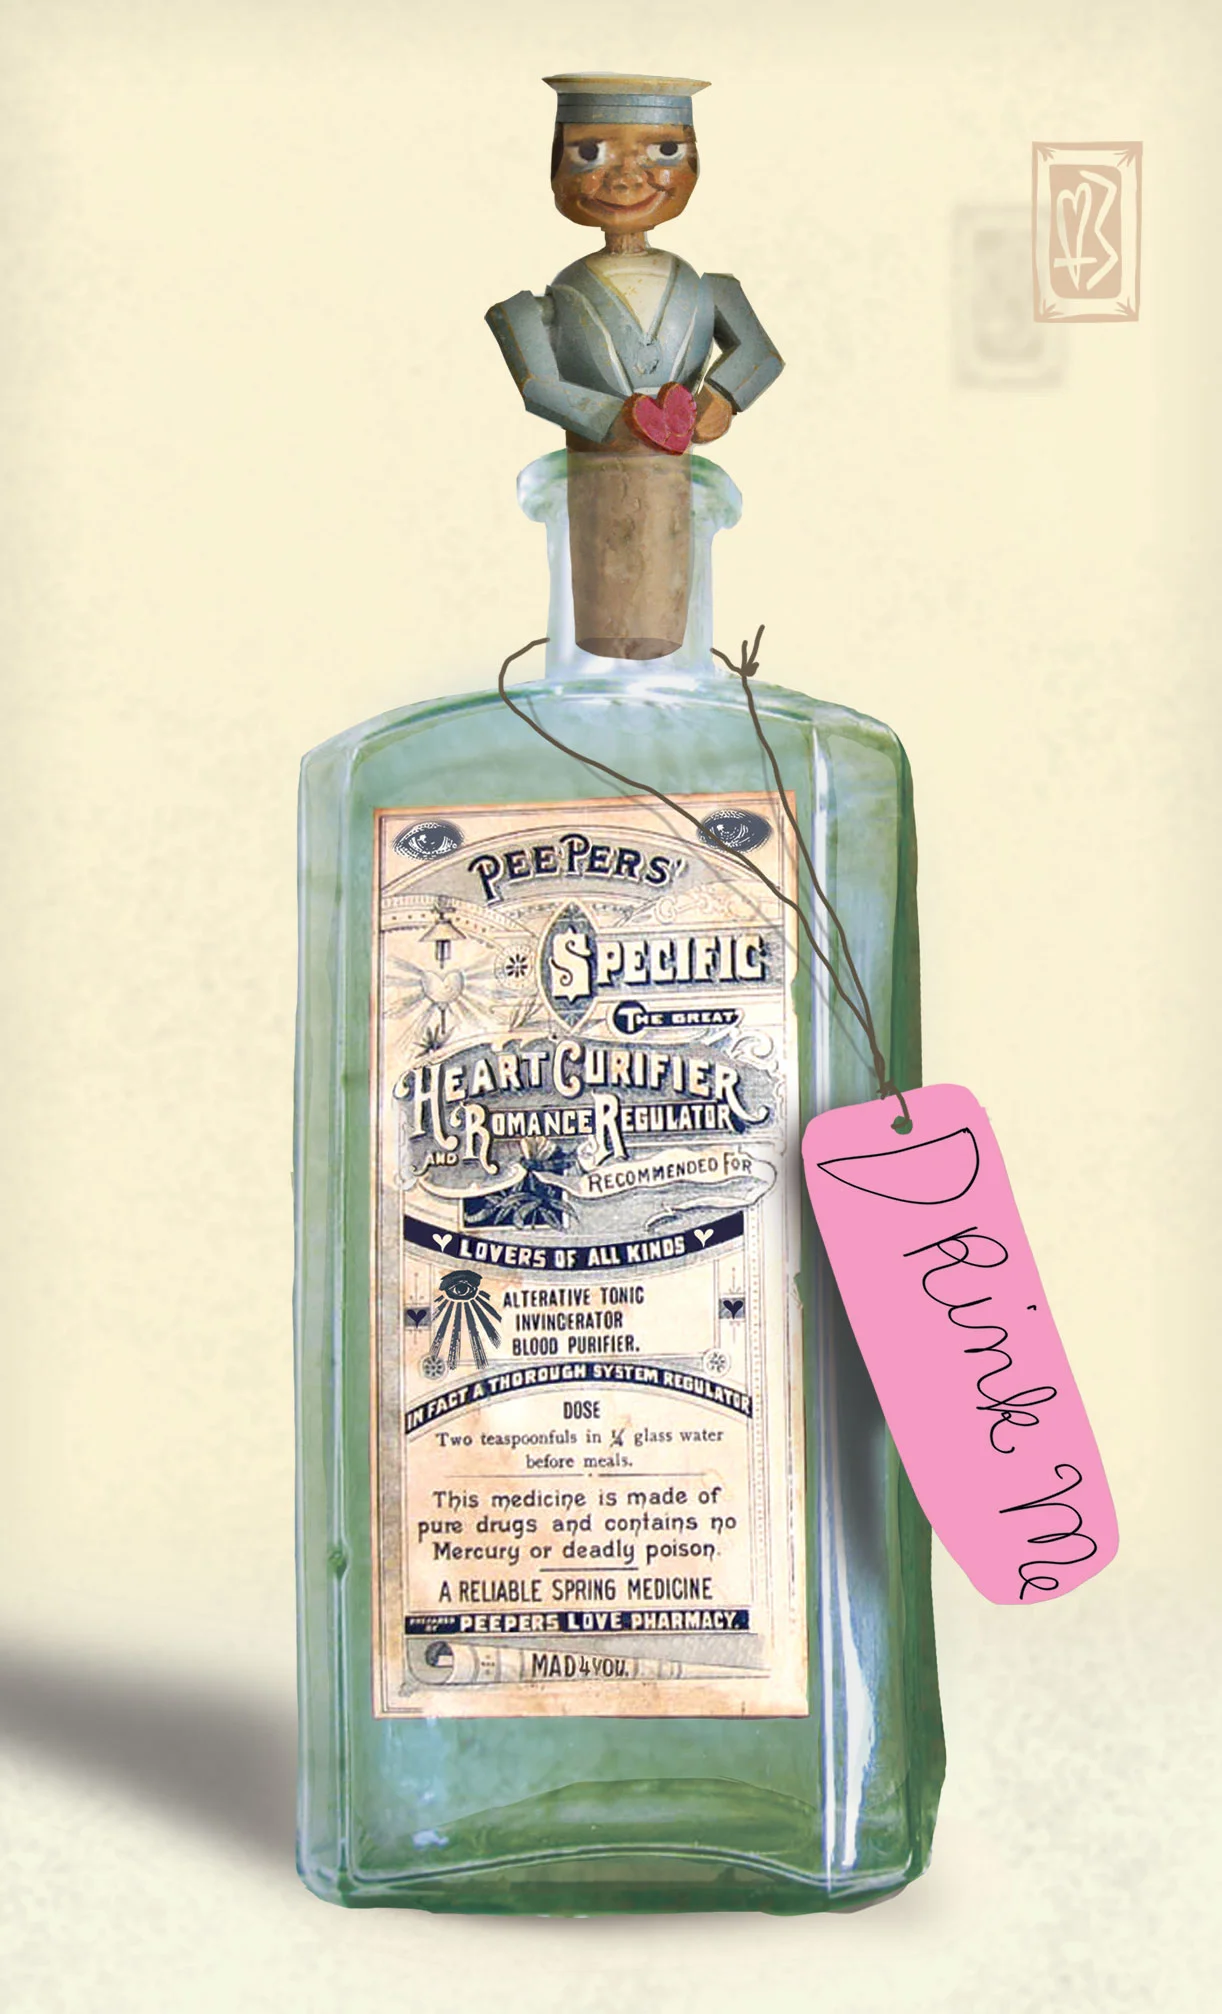 PEEPERS'
SPECIFIC
THE GREAT
HEART CURIFIER
AND ROMANCE REGULATOR
RECOMMENDED FOR
LOVERS OF ALL KINDS
ALTERATIVE TONIC
INVINGERATOR
BLOOD PURIFIER.
IN FACT A THOROUGH SYSTEM REGULATOR
DOSE
Two teaspoonfuls in ¼ glass water
before meals.
This medicine is made of
pure drugs and contains no
Mercury or deadly poison.
A RELIABLE SPRING MEDICINE
PREPARED BY PEEPERS LOVE PHARMACY.
MAD4YOU.
DRink Me